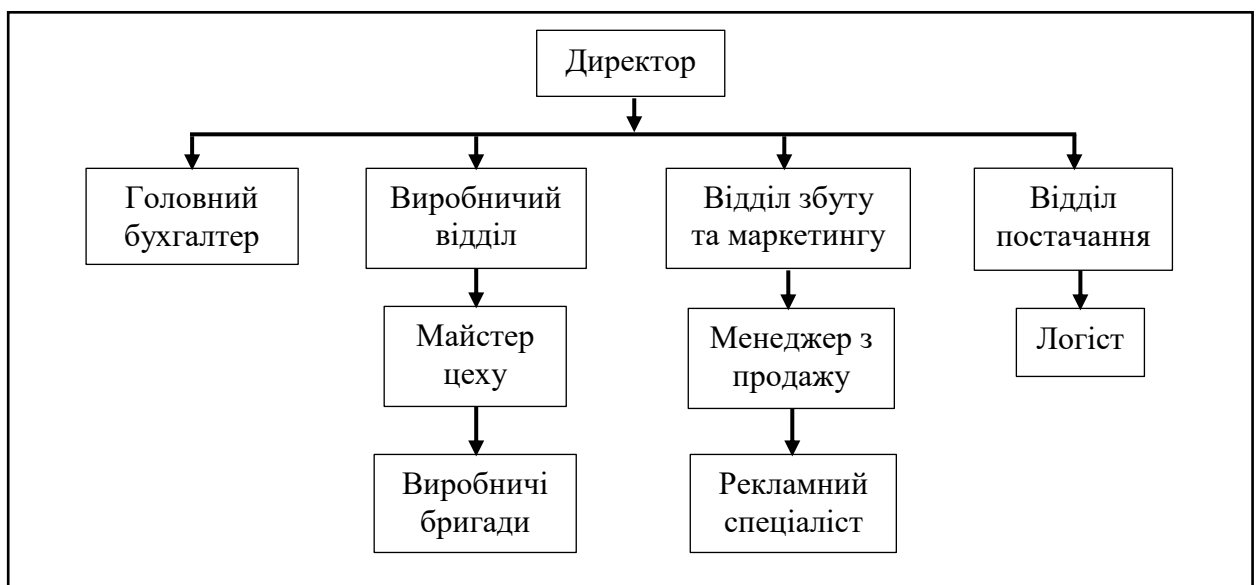 Директор
Головний
бухгалтер
Виробничий
відділ
Відділ збуту
та маркетингу
Відділ
постачання
Майстер
цеху
Менеджер з
продажу
Логіст
Виробничі
бригади
Рекламний
спеціаліст